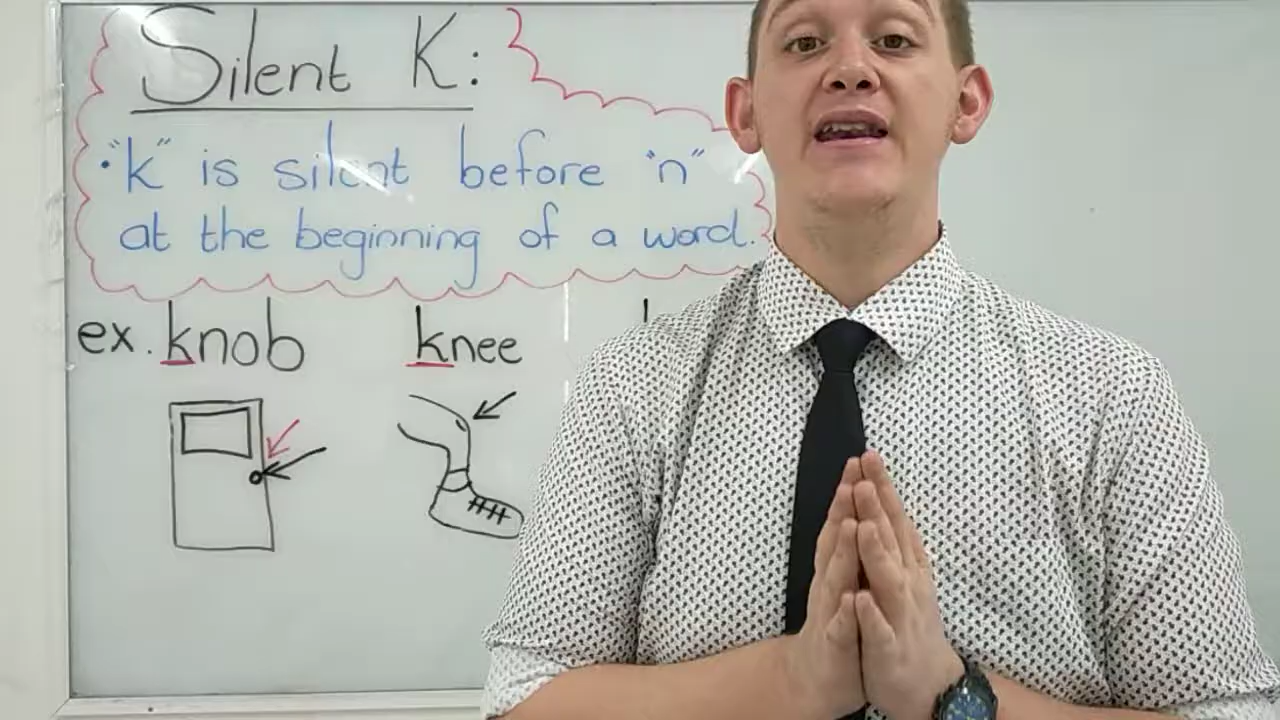 Silent K:
• "k" is silent before "n"
at the beginning of a word.
ex. knob knee